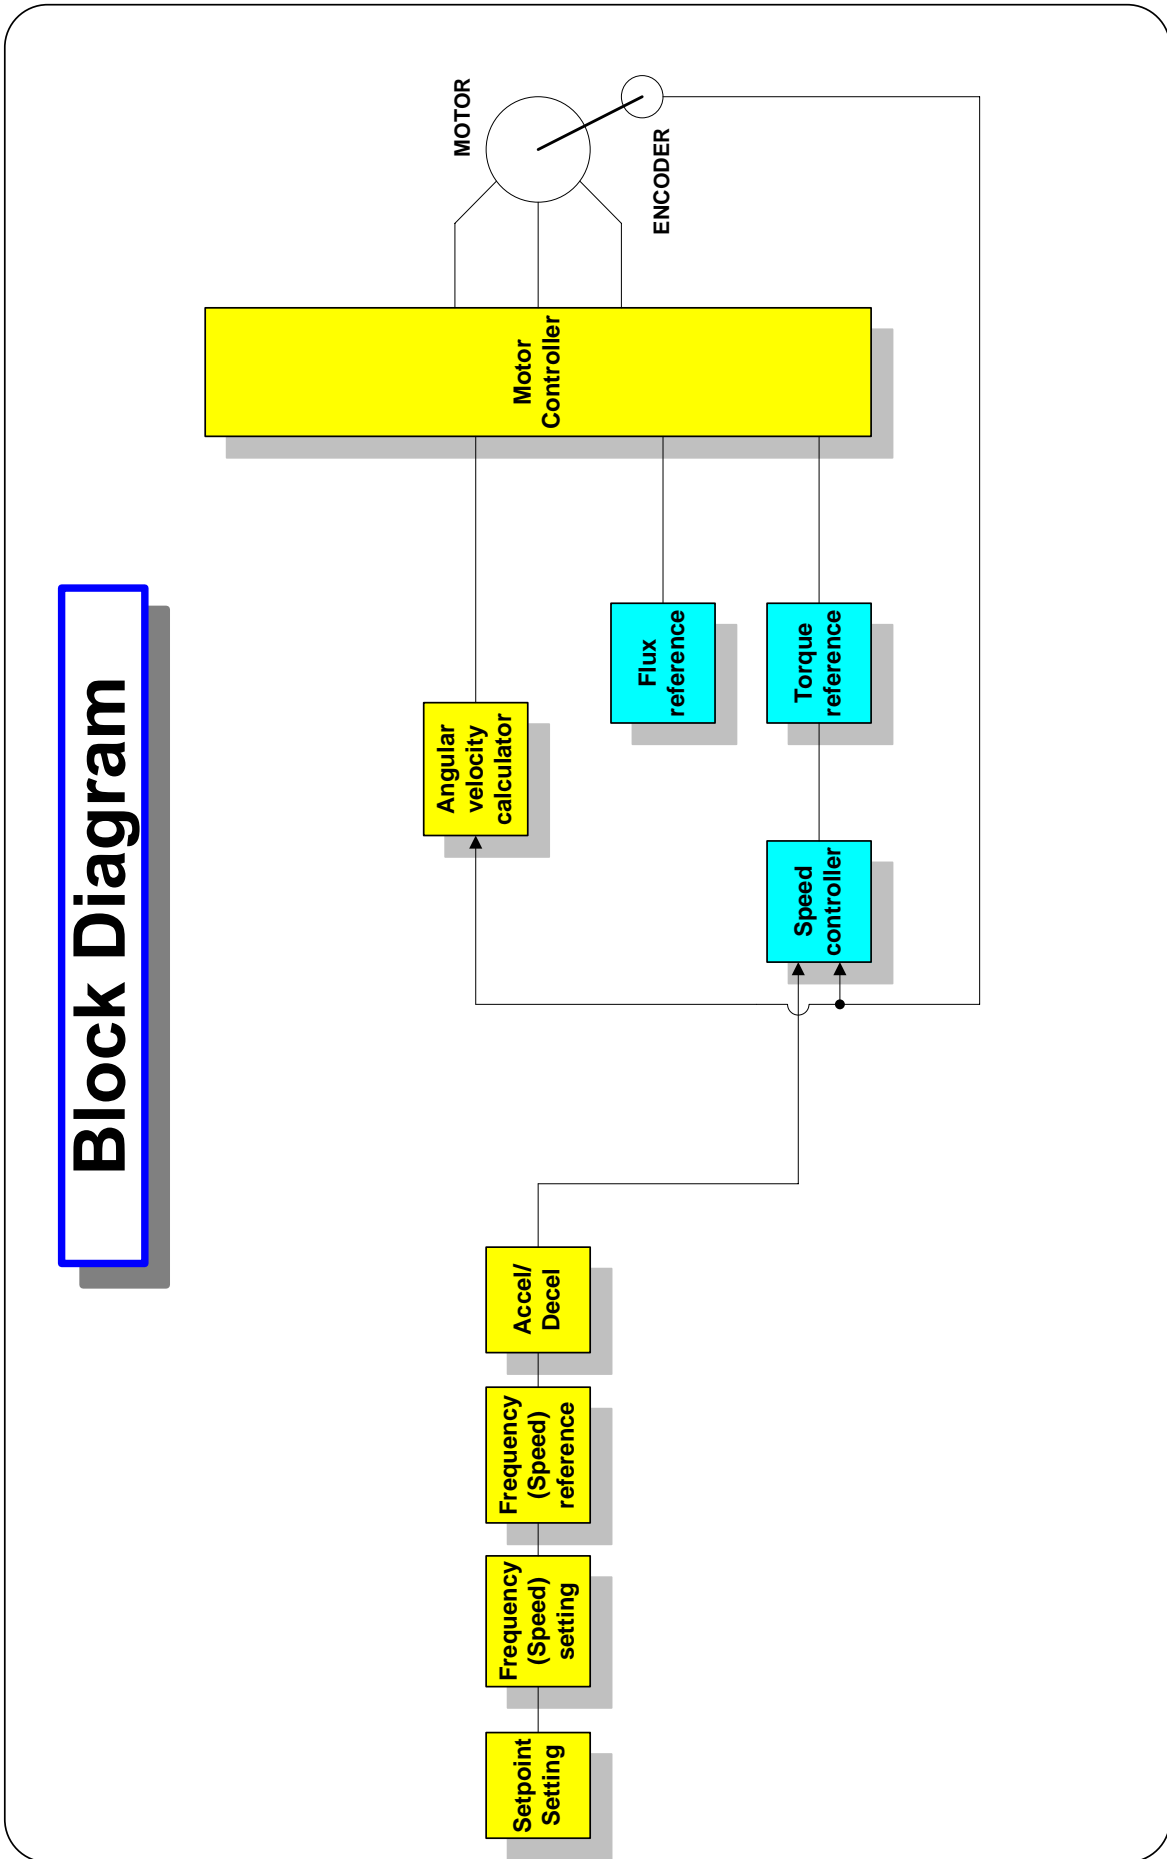 Block Diagram
Setpoint
Setting
Frequency
(Speed)
setting
Frequency
(Speed)
reference
Accel/
Decel
Speed
controller
Angular
velocity
calculator
Flux
reference
Torque
reference
Motor
Controller
MOTOR
ENCODER